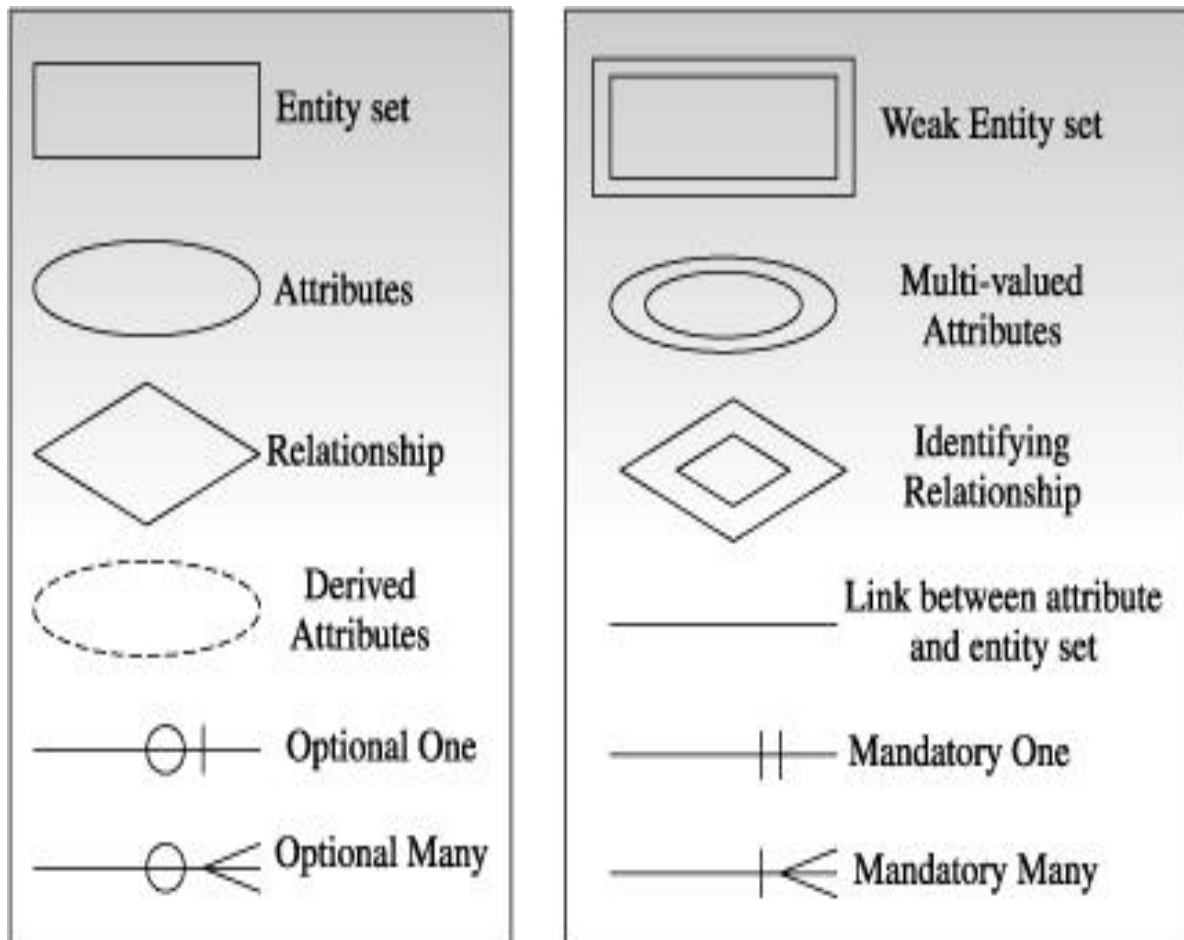 Entity set
Attributes
Relationship
Derived
Attributes
Optional One
Optional Many
Weak Entity set
Multi-valued
Attributes
Identifying
Relationship
Link between attribute
and entity set
Mandatory One
Mandatory Many